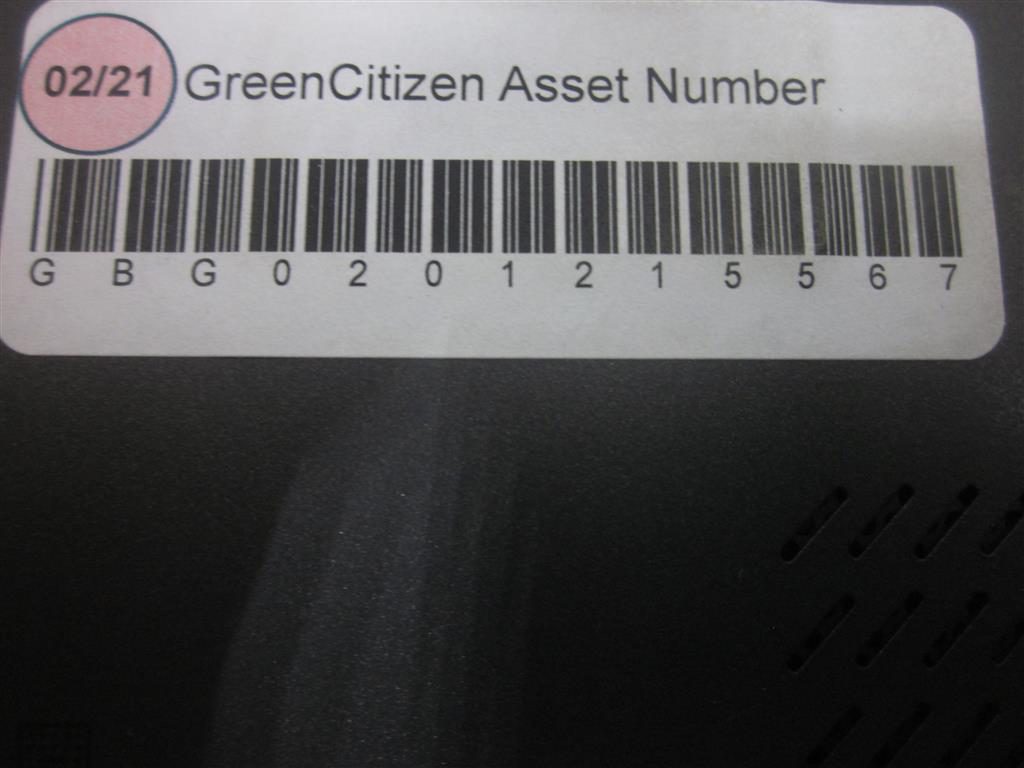 02/21 GreenCitizen Asset Number
G B G 0 2 0 1 2 1 5 5 6 7